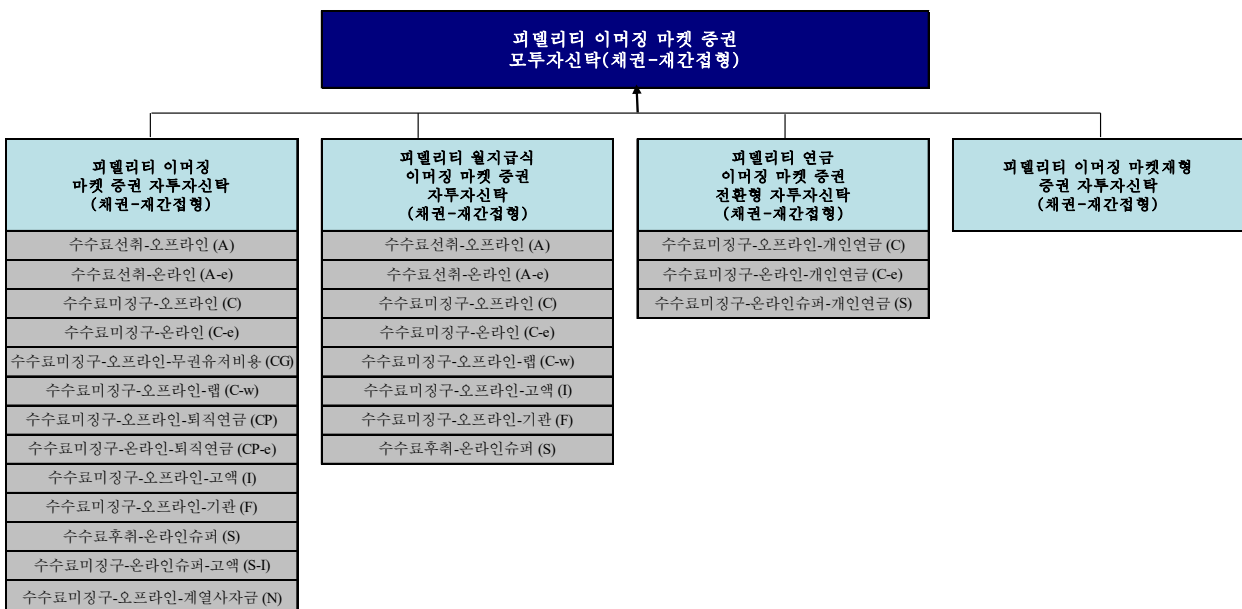 피델리티 이머징 마켓 증권
모투자신탁(채권-재간접형)
피델리티 이머징
마켓 증권 자투자신탁
(채권-재간접형)
수수료선취-오프라인 (A)
수수료선취-온라인 (A-e)
수수료미징구-오프라인 (C)
수수료미징구-온라인 (C-e)
수수료미징구-오프라인-무권유저비용 (CG)
수수료미징구-오프라인-랩 (C-w)
수수료미징구-오프라인-퇴직연금 (CP)
수수료미징구-온라인-퇴직연금 (CP-e)
수수료미징구-오프라인-고액 (I)
수수료미징구-오프라인-기관 (F)
수수료후취-온라인슈퍼 (S)
수수료미징구-온라인슈퍼-고액 (S-I)
수수료미징구-오프라인-계열사자금 (N)
피델리티 월지급식
이머징 마켓 증권
자투자신탁
(채권-재간접형)
수수료선취-오프라인 (A)
수수료선취-온라인 (A-e)
수수료미징구-오프라인 (C)
수수료미징구-온라인 (C-e)
수수료미징구-오프라인-랩 (C-w)
수수료미징구-오프라인-고액 (I)
수수료미징구-오프라인-기관 (F)
수수료후취-온라인슈퍼 (S)
피델리티 연금
이머징 마켓 증권
전환형 자투자신탁
(채권-재간접형)
수수료미징구-오프라인-개인연금 (C)
수수료미징구-온라인-개인연금 (C-e)
수수료미징구-온라인슈퍼-개인연금 (S)
피델리티 이머징 마켓재형
증권 자투자신탁
(채권-재간접형)